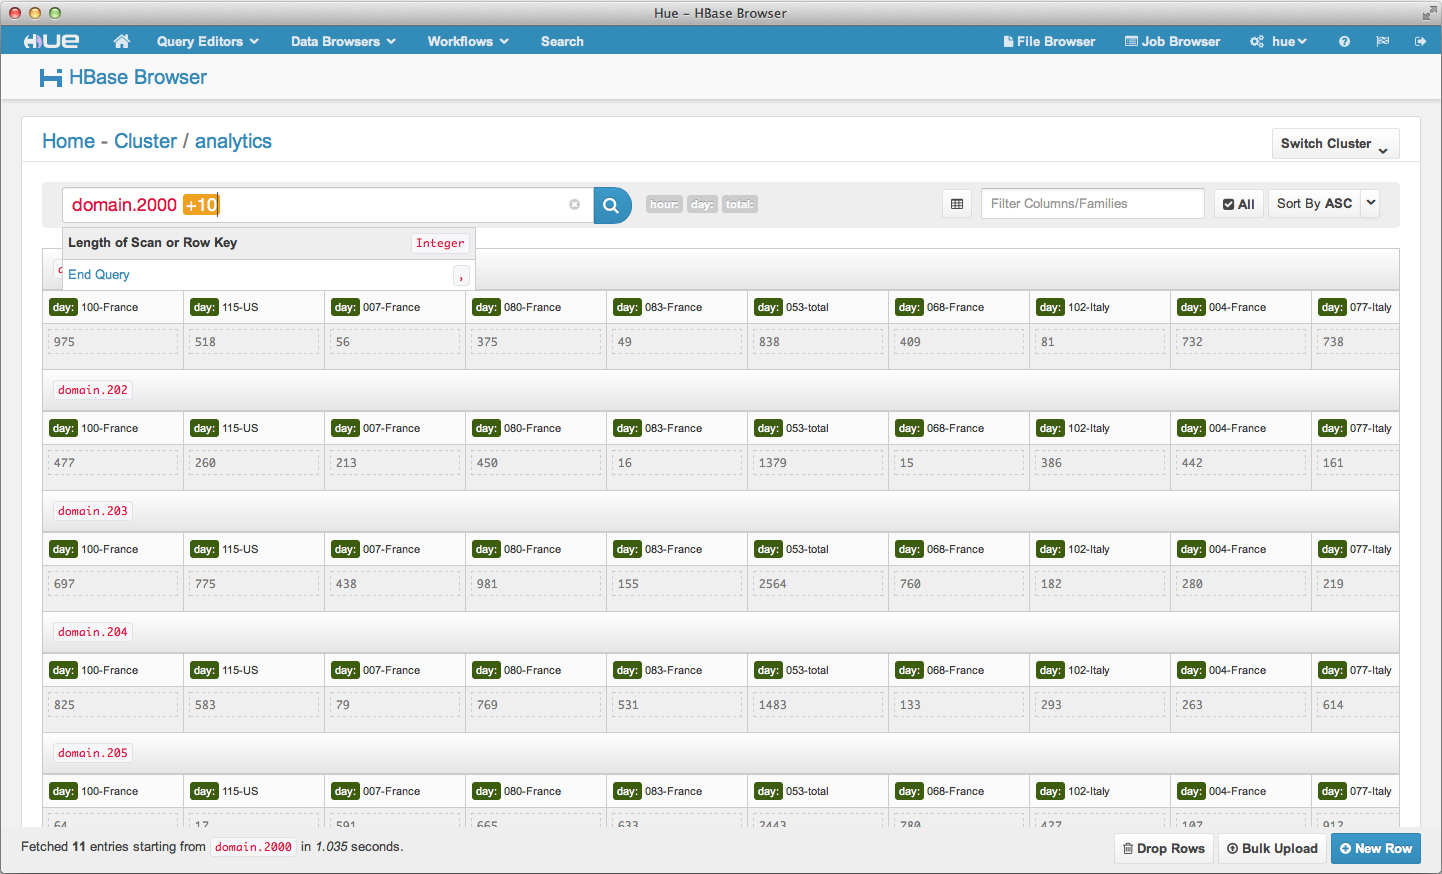 Hue - HBase Browser
HUE Query Editors Data Browsers Workflows Search File Browser Job Browser hue
HBase Browser
Home - Cluster / analytics
Switch Cluster
domain.2000 +10 hour: day: total: Filter Columns/Families All Sort By ASC
Length of Scan or Row Key Integer
End Query ,
day: 100-France day: 115-US day: 007-France day: 080-France day: 083-France day: 053-total day: 068-France day: 102-Italy day: 004-France day: 077-Italy
975 518 56 375 49 838 409 81 732 738
domain.202
day: 100-France day: 115-US day: 007-France day: 080-France day: 083-France day: 053-total day: 068-France day: 102-Italy day: 004-France day: 077-Italy
477 260 213 450 16 1379 15 386 442 161
domain.203
day: 100-France day: 115-US day: 007-France day: 080-France day: 083-France day: 053-total day: 068-France day: 102-Italy day: 004-France day: 077-Italy
697 775 438 981 155 2564 760 182 280 219
domain.204
day: 100-France day: 115-US day: 007-France day: 080-France day: 083-France day: 053-total day: 068-France day: 102-Italy day: 004-France day: 077-Italy
825 583 79 769 531 1483 133 293 263 614
domain.205
day: 100-France day: 115-US day: 007-France day: 080-France day: 083-France day: 053-total day: 068-France day: 102-Italy day: 004-France day: 077-Italy
64 17 591 665 633 2443 780 427 107 912
Fetched 11 entries starting from domain.2000 in 1.035 seconds.
Drop Rows Bulk Upload New Row